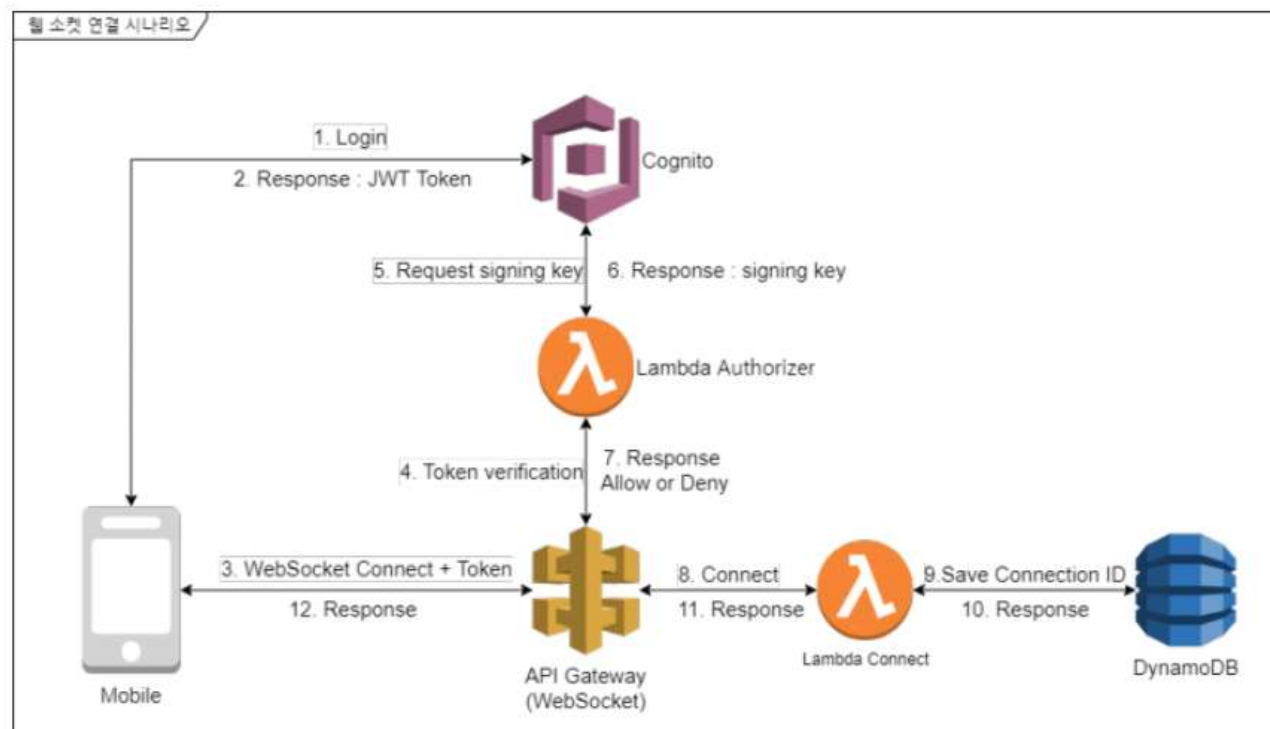 웹 소켓 연결 시나리오
1. Login
2. Response : JWT Token
Cognito
5. Request signing key
6. Response : signing key
Lambda Authorizer
4. Token verification
7. Response
Allow or Deny
3. WebSocket Connect + Token
12. Response
8. Connect
11. Response
9.Save Connection ID
10. Response
Mobile
API Gateway
(WebSocket)
Lambda Connect
DynamoDB